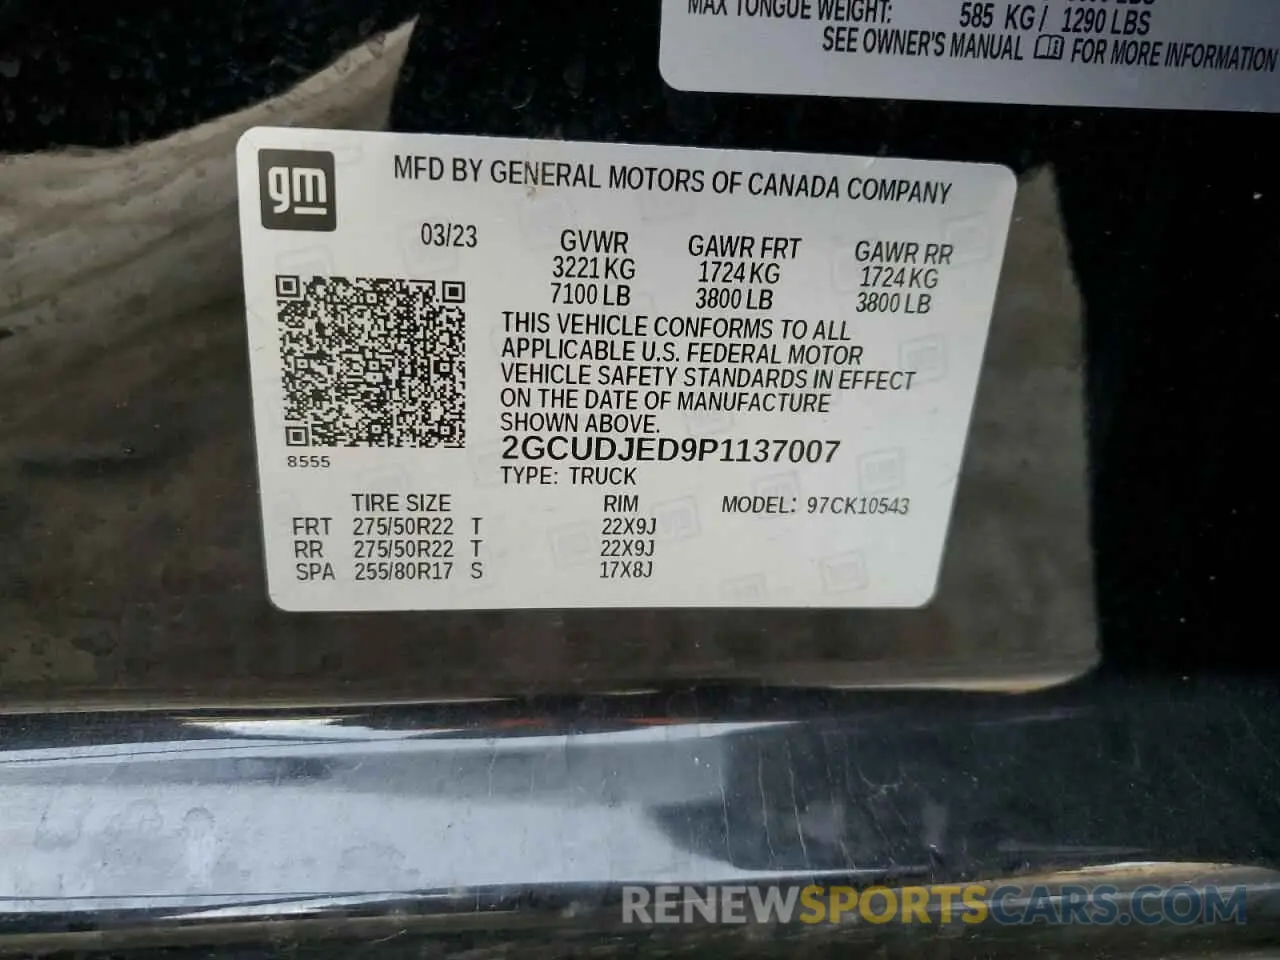 MAX TONGUE WEIGHT: 585 KG / 1290 LBS
SEE OWNER'S MANUAL FOR MORE INFORMATION
gm
MFD BY GENERAL MOTORS OF CANADA COMPANY
03/23 GVWR GAWR FRT GAWR RR
3221 KG 1724 KG 1724 KG
7100 LB 3800 LB 3800 LB
THIS VEHICLE CONFORMS TO ALL
APPLICABLE U.S. FEDERAL MOTOR
VEHICLE SAFETY STANDARDS IN EFFECT
ON THE DATE OF MANUFACTURE
SHOWN ABOVE.
2GCUDJED9P1137007
8555
TYPE: TRUCK
TIRE SIZE RIM MODEL: 97CK10543
FRT 275/50R22 T 22X9J
RR 275/50R22 T 22X9J
SPA 255/80R17 S 17X8J
RENEWSPORTSCARS.COM